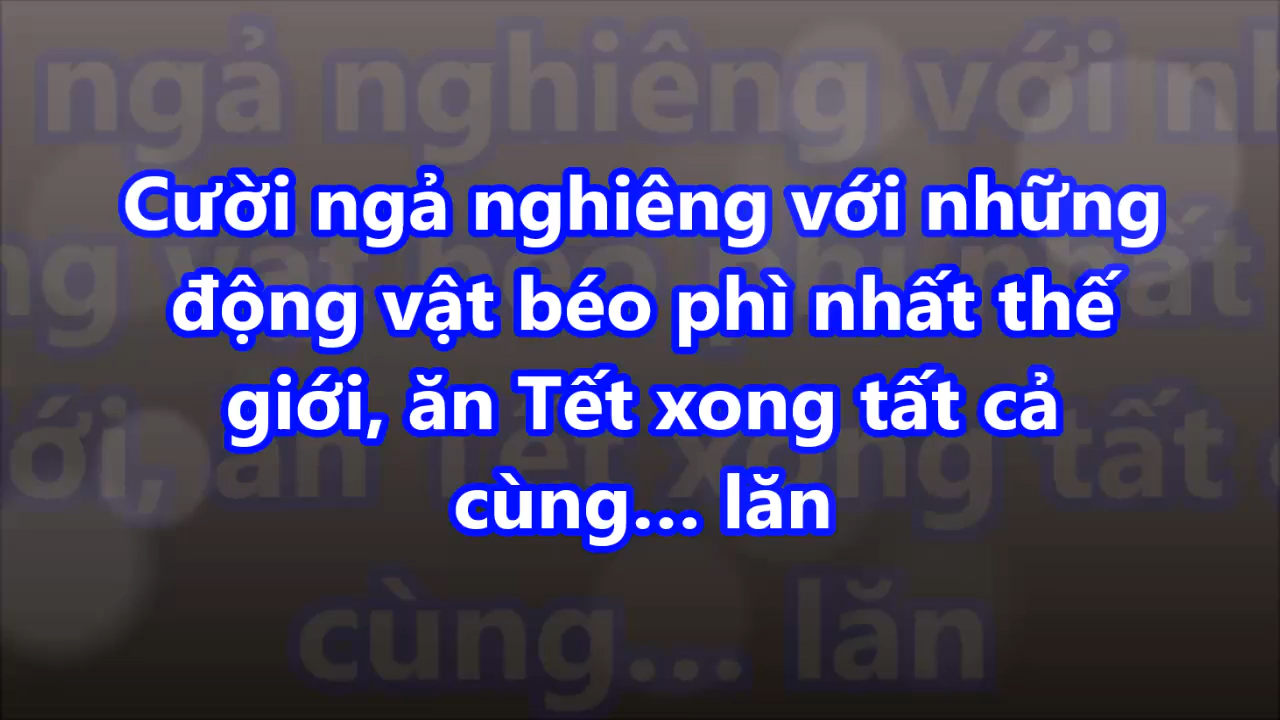 Cười ngả nghiêng với những
động vật béo phì nhất thế
giới, ăn Tết xong tất cả
cùng... lăn